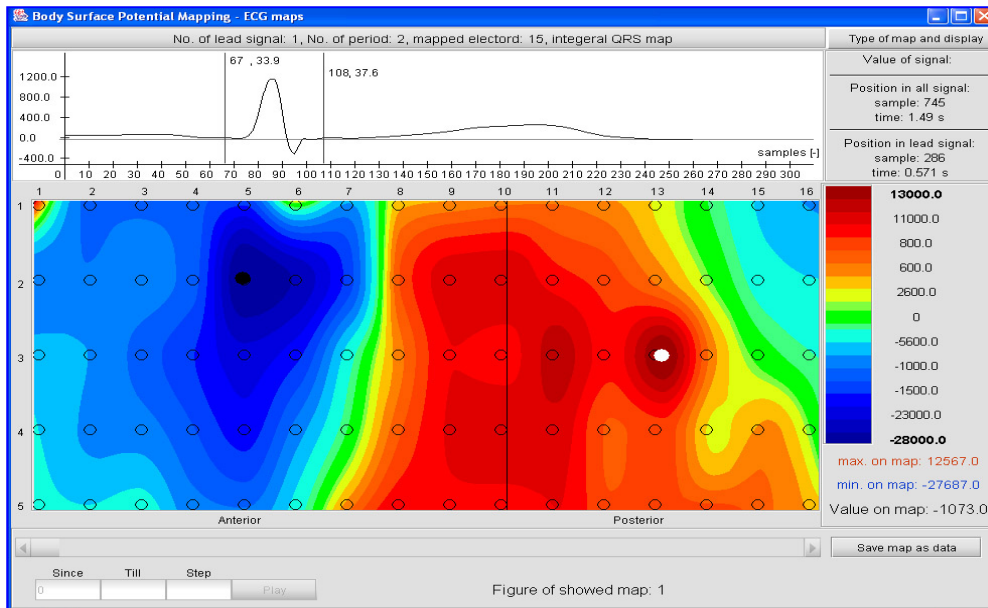 Body Surface Potential Mapping - ECG maps
No. of lead signal: 1, No. of period: 2, mapped electord: 15, integeral QRS map
Type of map and display
67 , 33.9
108, 37.6
1200.0
800.0
400.0
0.0
-400.0
samples [-]
0 10 20 30 40 50 60 70 80 90 100 110 120 130 140 150 160 170 180 190 200 210 220 230 240 250 260 270 280 290 300
Value of signal:
Position in all signal:
sample: 745
time: 1.49 s
Position in lead signal:
sample: 286
time: 0.571 s
1 2 5 4 5 6 7 8 9 10 11 12 13 14 15 16
1
2
3
4
5
Anterior
Posterior
13000.0
11000.0
800.0
600.0
2600.0
0
-5600.0
-1000.0
-1500.0
-23000.0
-28000.0
max. on map: 12567.0
min. on map: -27687.0
Value on map: -1073.0
Save map as data
Since Till Step
0
Play
Figure of showed map: 1